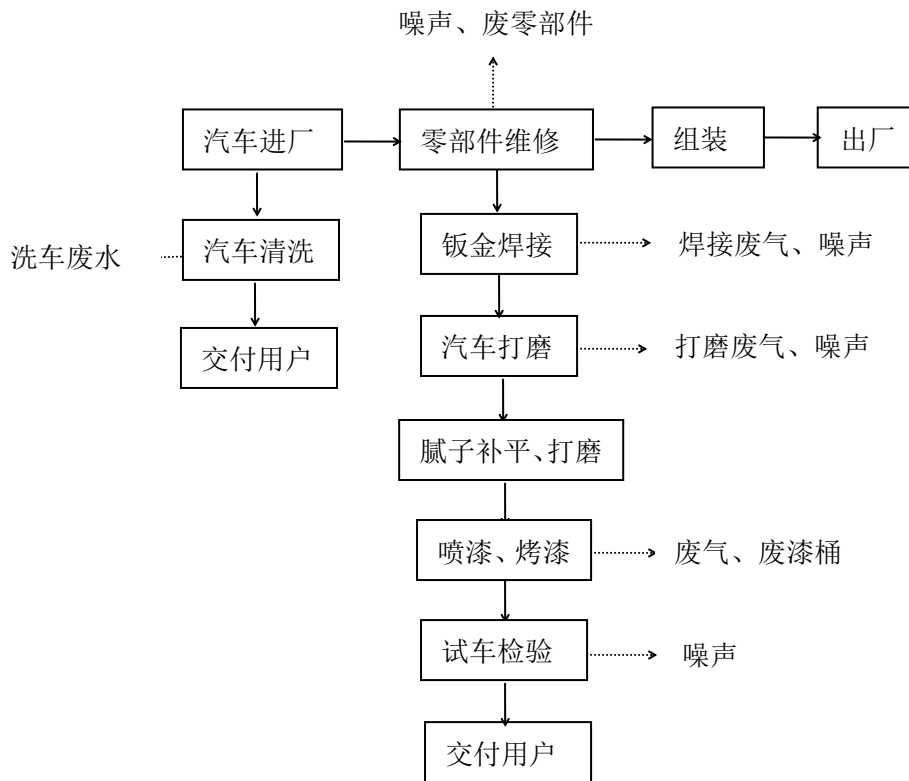 噪声、废零部件
汽车进厂
零部件维修
组装
出厂
洗车废水
汽车清洗
钣金焊接
焊接废气、噪声
交付用户
汽车打磨
打磨废气、噪声
腻子补平、打磨
喷漆、烤漆
废气、废漆桶
试车检验
噪声
交付用户